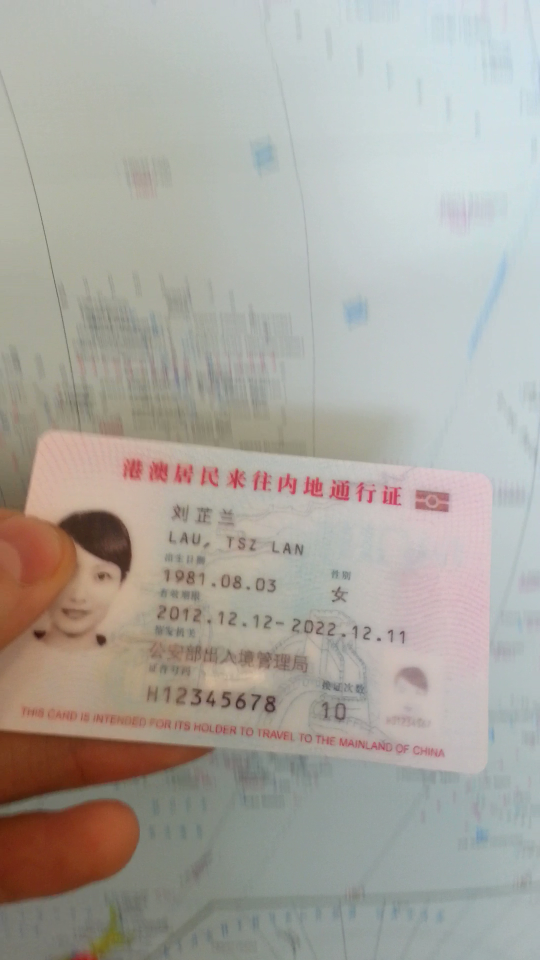 港澳居民来往内地通行证
刘芷兰
LAU, TSZ LAN
出生日期 性别
1981.08.03 女
有效期限
2012.12.12-2022.12.11
签发机关
公安部出入境管理局
证件号码 换证次数
H12345678 10
THIS CARD IS INTENDED FOR ITS HOLDER TO TRAVEL TO THE MAINLAND OF CHINA